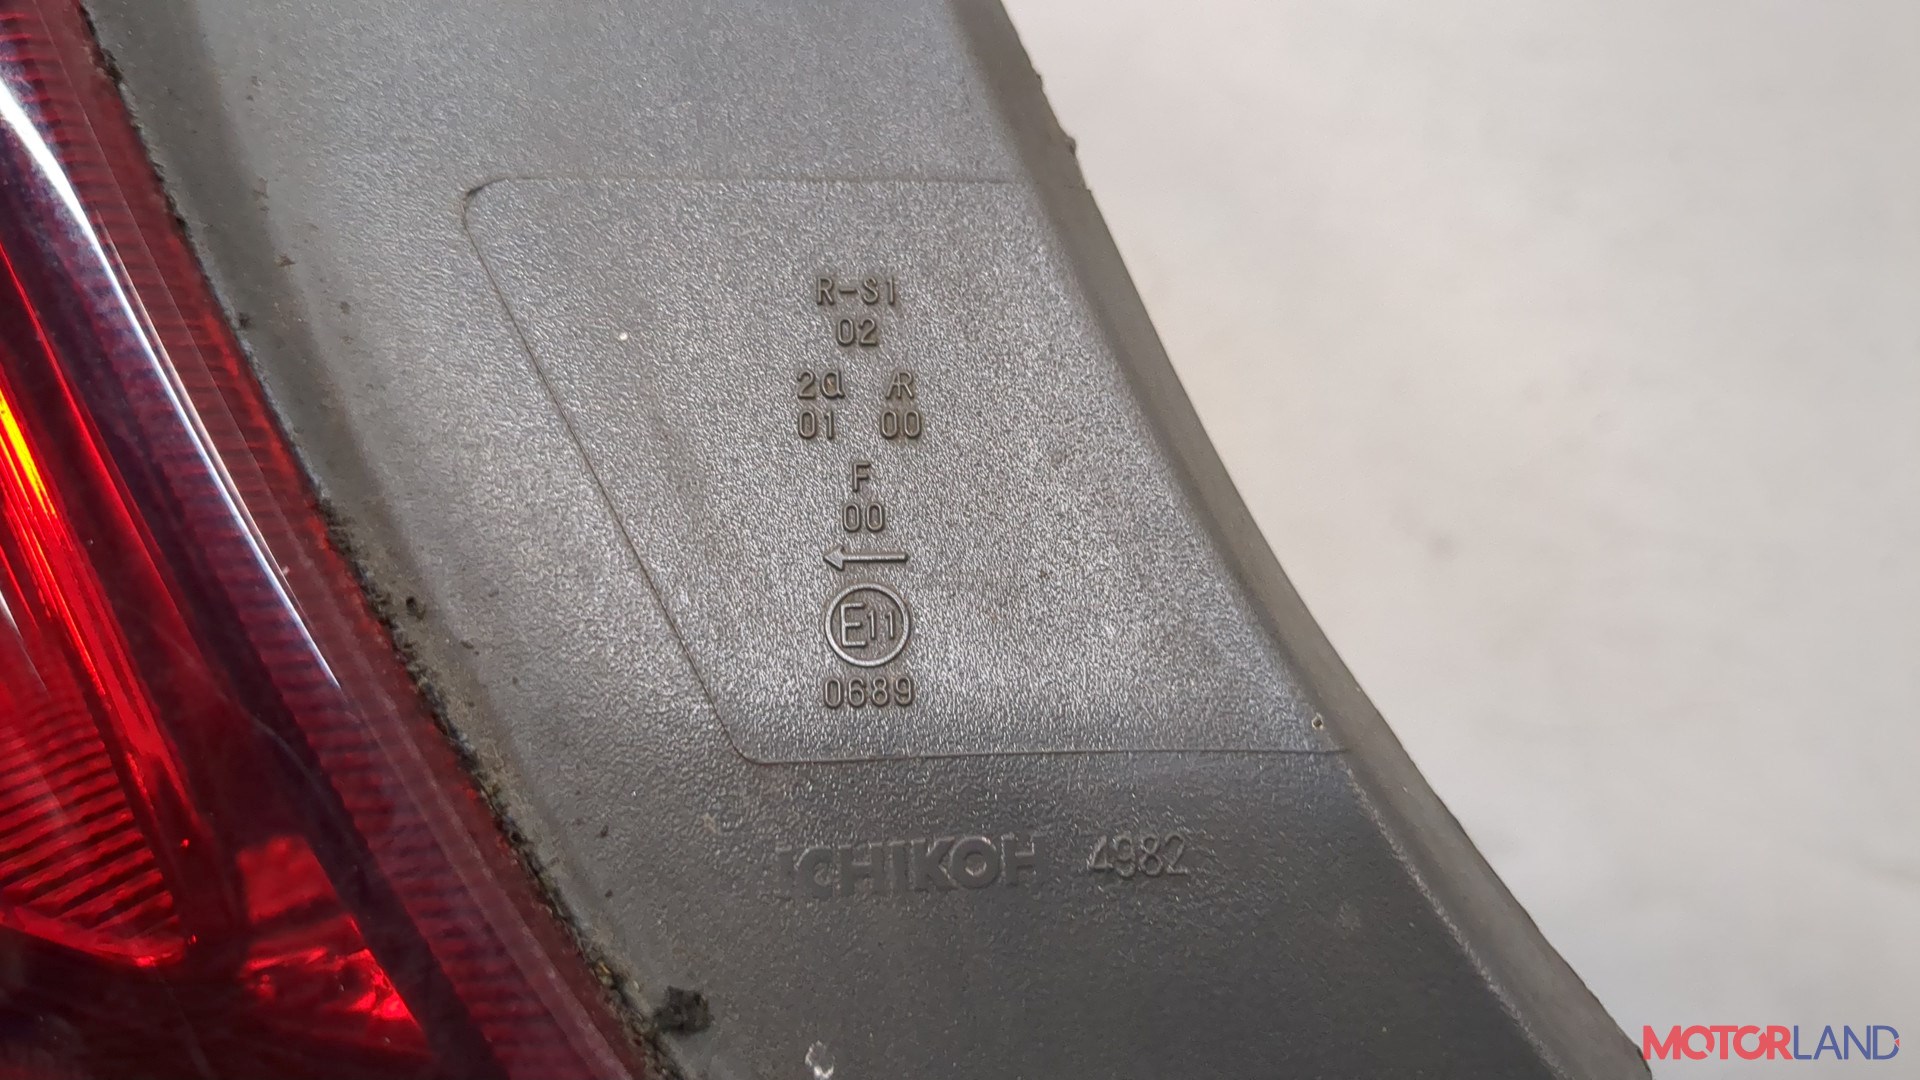 R-S1
02
2a AR
01 00
F
00
←
E11
0689
ICHIKOH 4982
MOTORLAND